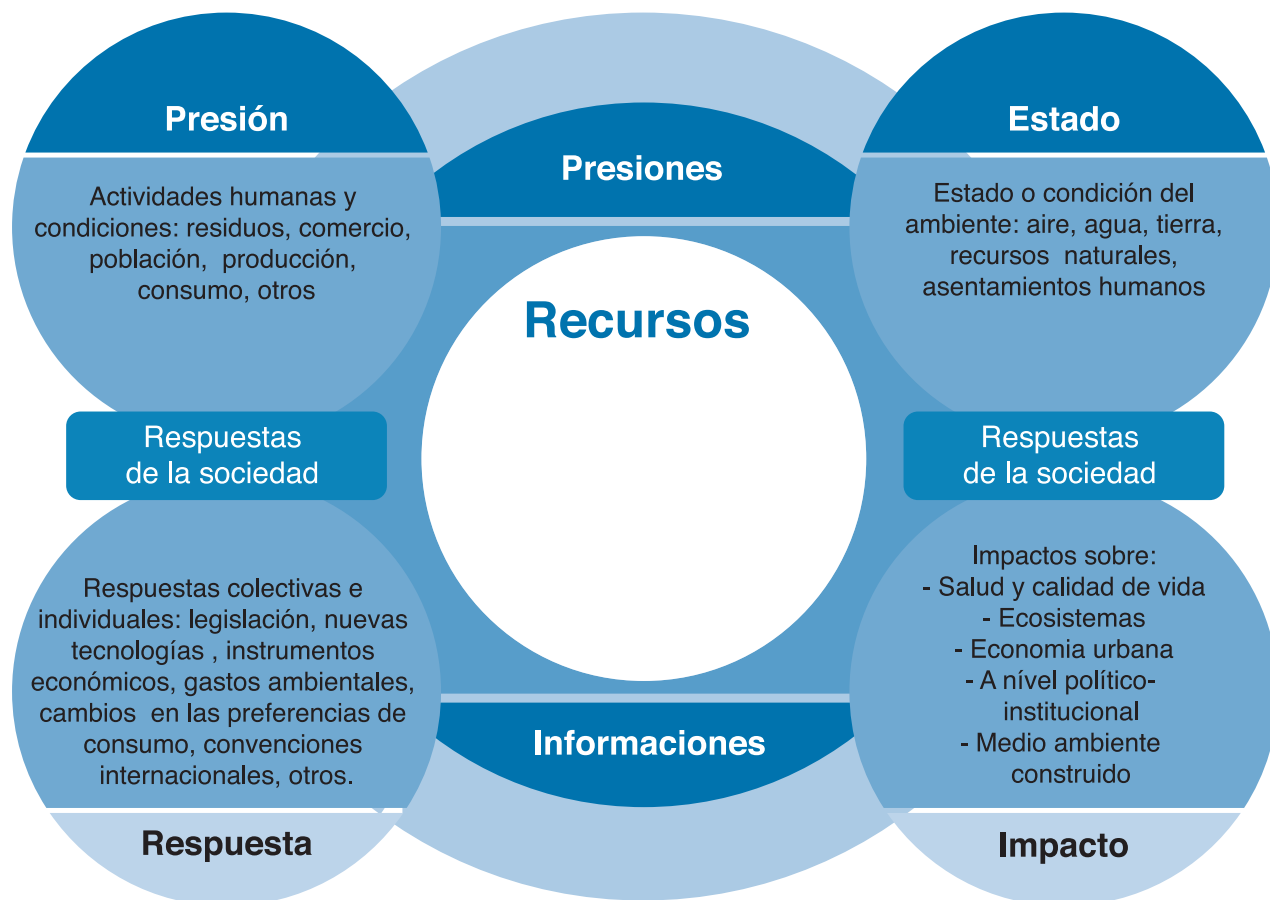 Presión
Actividades humanas y
condiciones: residuos, comercio,
población, producción,
consumo, otros
Presiones
Estado
Estado o condición del
ambiente: aire, agua, tierra,
recursos naturales,
asentamientos humanos
Recursos
Respuestas
de la sociedad
Respuestas
de la sociedad
Respuestas colectivas e
individuales: legislación, nuevas
tecnologías , instrumentos
económicos, gastos ambientales,
cambios en las preferencias de
consumo, convenciones
internacionales, otros.
Respuesta
Informaciones
Impactos sobre:
- Salud y calidad de vida
- Ecosistemas
- Economia urbana
- A nível político-
institucional
- Medio ambiente
construido
Impacto